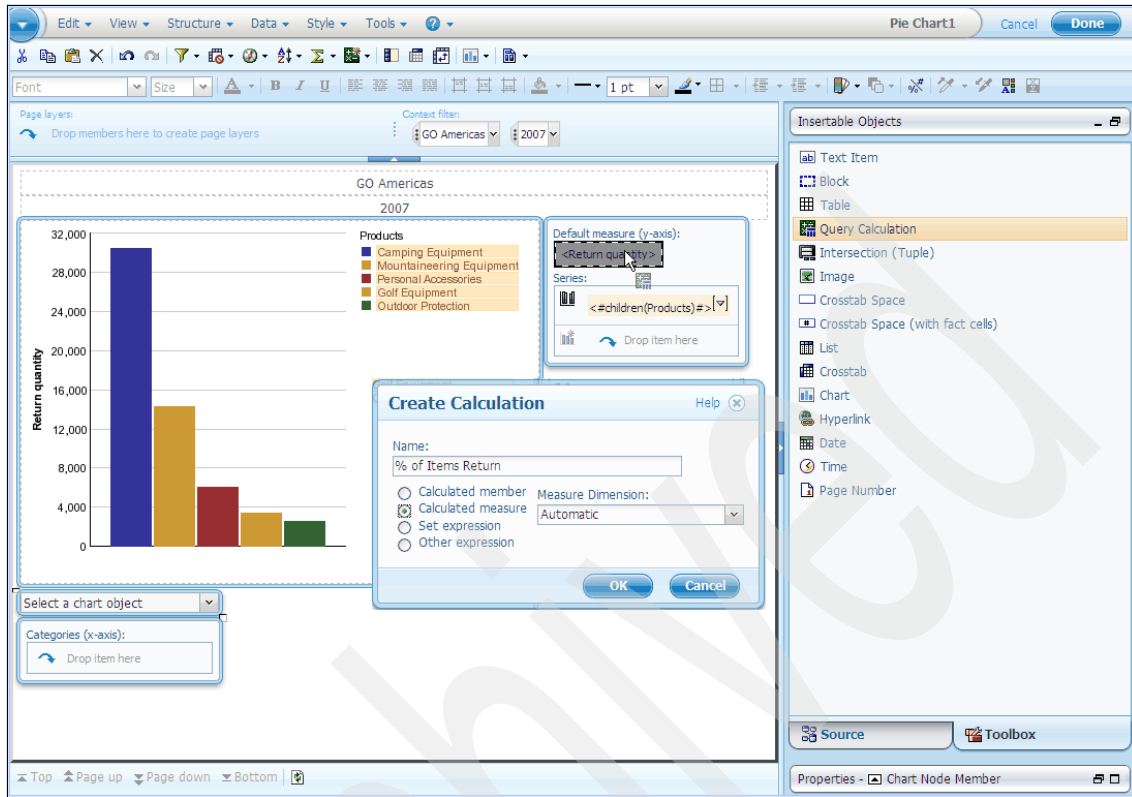 Edit View Structure Data Style Tools
Pie Chart1 Cancel Done
Font Size A B I U 1 pt
Page layers:
Drop members here to create page layers
Context filter:
GO Americas 2007
GO Americas
2007
32,000
28,000
24,000
20,000
16,000
12,000
8,000
4,000
0
Return quantity
Products
Camping Equipment
Mountaineering Equipment
Personal Accessories
Golf Equipment
Outdoor Protection
Default measure (y-axis):
<Return quantity>
Series:
<#children(Products)#>
Drop item here
Create Calculation
Help
Name:
% of Items Return
Calculated member
Calculated measure
Set expression
Other expression
Measure Dimension:
Automatic
OK Cancel
Select a chart object
Categories (x-axis):
Drop item here
Top Page up Page down Bottom
Insertable Objects
ab Text Item
Block
Table
Query Calculation
Intersection (Tuple)
Image
Crosstab Space
Crosstab Space (with fact cells)
List
Crosstab
Chart
Hyperlink
Date
Time
Page Number
Source Toolbox
Properties - Chart Node Member